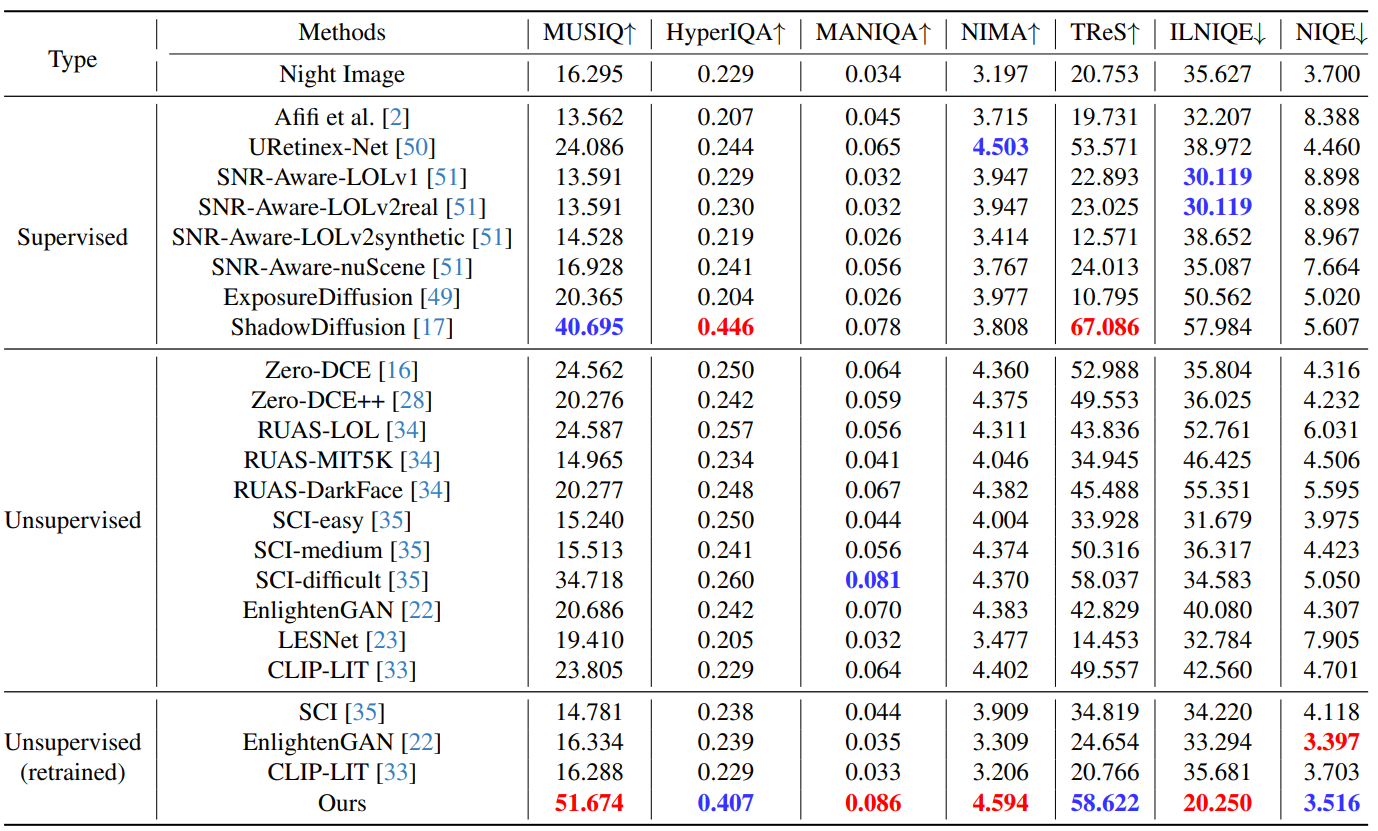 Type Methods MUSIQ↑ HyperIQA↑ MANIQA↑ NIMA↑ TReS↑ ILNIQE↓ NIQE↓
Night Image 16.295 0.229 0.034 3.197 20.753 35.627 3.700
Supervised
Afifi et al. [2] 13.562 0.207 0.045 3.715 19.731 32.207 8.388
URetinex-Net [50] 24.086 0.244 0.065 4.503 53.571 38.972 4.460
SNR-Aware-LOLv1 [51] 13.591 0.229 0.032 3.947 22.893 30.119 8.898
SNR-Aware-LOLv2real [51] 13.591 0.230 0.032 3.947 23.025 30.119 8.898
SNR-Aware-LOLv2synthetic [51] 14.528 0.219 0.026 3.414 12.571 38.652 8.967
SNR-Aware-nuScene [51] 16.928 0.241 0.056 3.767 24.013 35.087 7.664
ExposureDiffusion [49] 20.365 0.204 0.026 3.977 10.795 50.562 5.020
ShadowDiffusion [17] 40.695 0.446 0.078 3.808 67.086 57.984 5.607
Unsupervised
Zero-DCE [16] 24.562 0.250 0.064 4.360 52.988 35.804 4.316
Zero-DCE++ [28] 20.276 0.242 0.059 4.375 49.553 36.025 4.232
RUAS-LOL [34] 24.587 0.257 0.056 4.311 43.836 52.761 6.031
RUAS-MIT5K [34] 14.965 0.234 0.041 4.046 34.945 46.425 4.506
RUAS-DarkFace [34] 20.277 0.248 0.067 4.382 45.488 55.351 5.595
SCI-easy [35] 15.240 0.250 0.044 4.004 33.928 31.679 3.975
SCI-medium [35] 15.513 0.241 0.056 4.374 50.316 36.317 4.423
SCI-difficult [35] 34.718 0.260 0.081 4.370 58.037 34.583 5.050
EnlightenGAN [22] 20.686 0.242 0.070 4.383 42.829 40.080 4.307
LESNet [23] 19.410 0.205 0.032 3.477 14.453 32.784 7.905
CLIP-LIT [33] 23.805 0.229 0.064 4.402 49.557 42.560 4.701
Unsupervised
(retrained)
SCI [35] 14.781 0.238 0.044 3.909 34.819 34.220 4.118
EnlightenGAN [22] 16.334 0.239 0.035 3.309 24.654 33.294 3.397
CLIP-LIT [33] 16.288 0.229 0.033 3.206 20.766 35.681 3.703
Ours 51.674 0.407 0.086 4.594 58.622 20.250 3.516